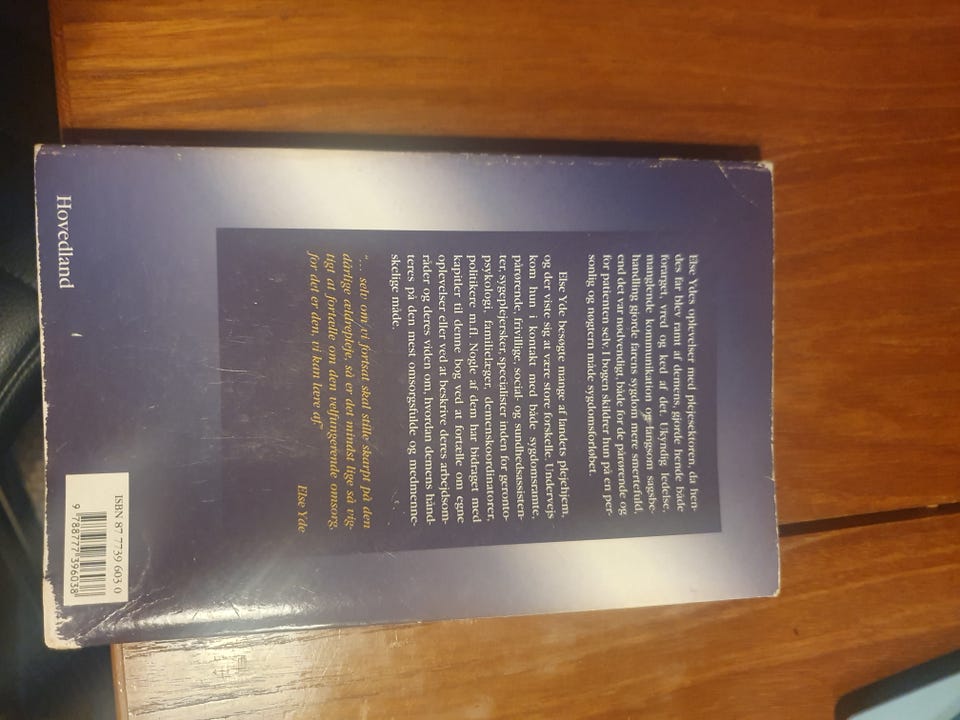 Else Ydes oplevelser med plejesektoren, da hen-
des far blev ramt af demens, gjorde hende både
forarget, vred og ked af det. Ukyndig ledelse,
manglende kommunikation og langsom sagsbe-
handling gjorde farens sygdom mere smertefuld,
end det var nødvendigt, både for de pårørende og
for patienten selv. I bogen skildrer hun på en per-
sonlig og nøgtern måde sygdomsforløbet.
Else Yde besøgte mange af landets plejehjem,
og der viste sig at være store forskelle. Undervejs
kom hun i kontakt med både sygdomsramte,
pårørende, frivillige, social- og sundhedsassisten-
ter, sygeplejersker, specialister inden for geronto-
psykologi, familielæger, demenskoordinatorer,
politikere m.fl. Nogle af dem har bidraget med
kapitler til denne bog ved at fortælle om egne
oplevelser eller ved at beskrive deres arbejdsom-
råder og deres viden om, hvordan demens hånd-
teres på den mest omsorgsfulde og medmenne-
skelige måde.
"... selv om vi fortsat skal stille skarpt på den
dårlige ældrepleje, så er det mindst lige så vig-
tigt at fortælle om den velfungerende omsorg,
for det er den, vi kan lære af."
Else Yde
Hovedland
ISBN 87 7739 603 0
9 788777 396038